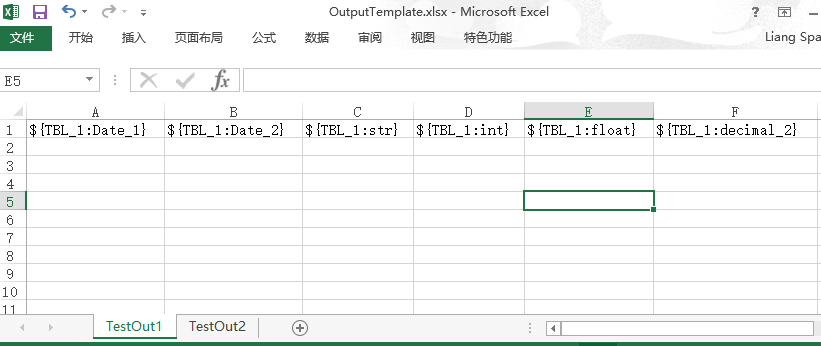 OutputTemplate.xlsx - Microsoft Excel
?
文件 开始 插入 页面布局 公式 数据 审阅 视图 特色功能 Liang Spa
E5 fx
A B C D E F
1 ${TBL_1:Date_1} ${TBL_1:Date_2} ${TBL_1:str} ${TBL_1:int} ${TBL_1:float} ${TBL_1:decimal_2}
2
3
4
5
6
7
8
9
10
11
TestOut1 TestOut2